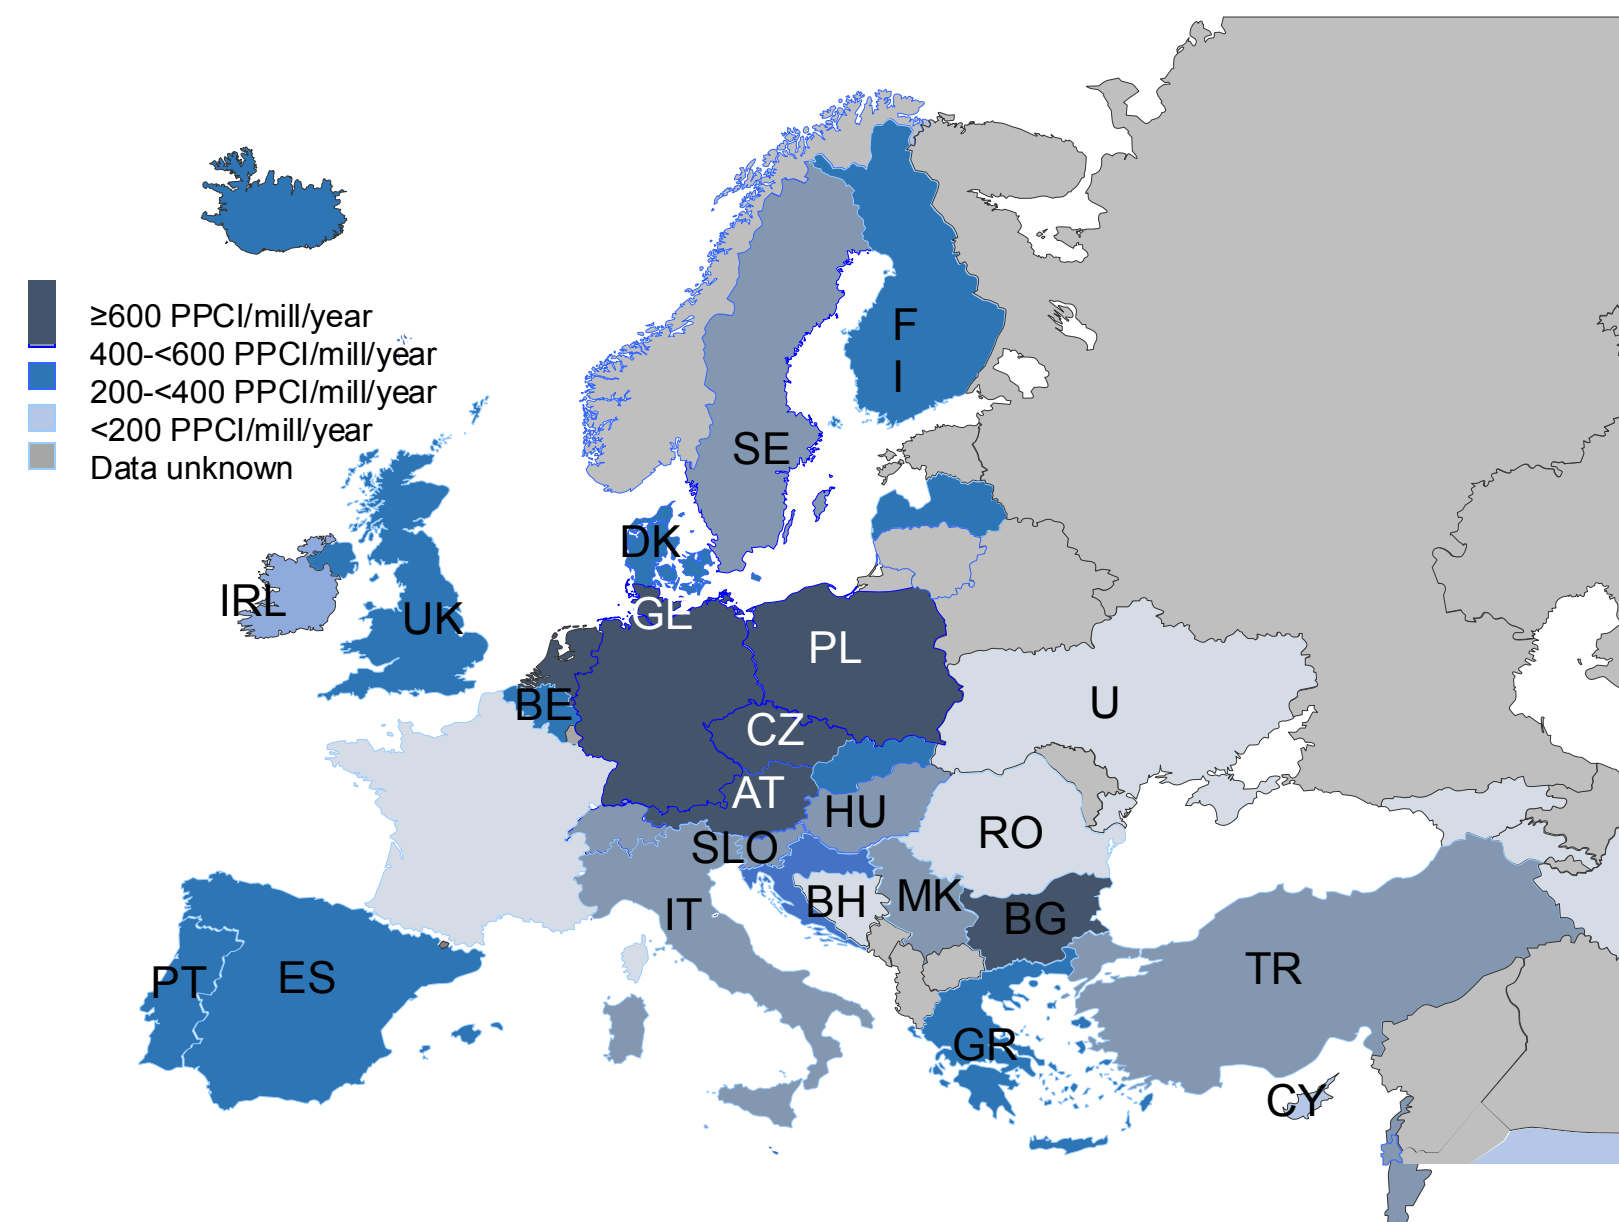 ≥600 PPCI/mill/year
400-<600 PPCI/mill/year
200-<400 PPCI/mill/year
<200 PPCI/mill/year
Data unknown
F
I
SE
DK
IRL
UK
GE
PL
BE
CZ
U
AT
HU
SLO
RO
BH
MK
IT
BG
PT
ES
TR
GR
CY